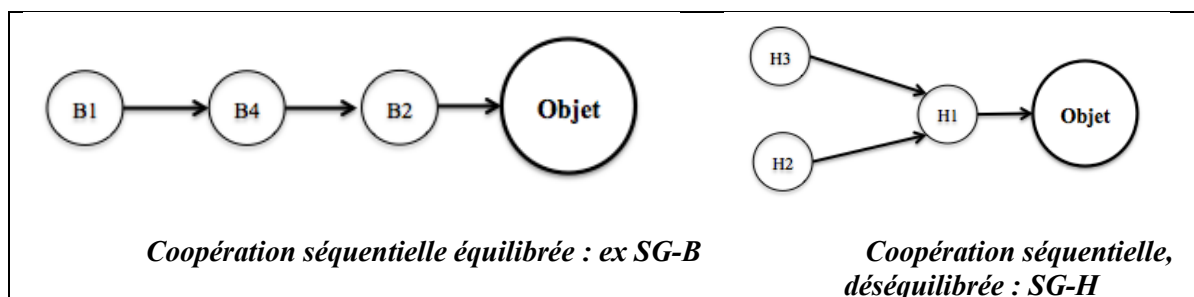 B1
B4
B2
Objet
H3
H2
H1
Objet
Coopération séquentielle équilibrée : ex SG-B
Coopération séquentielle,
déséquilibrée : SG-H